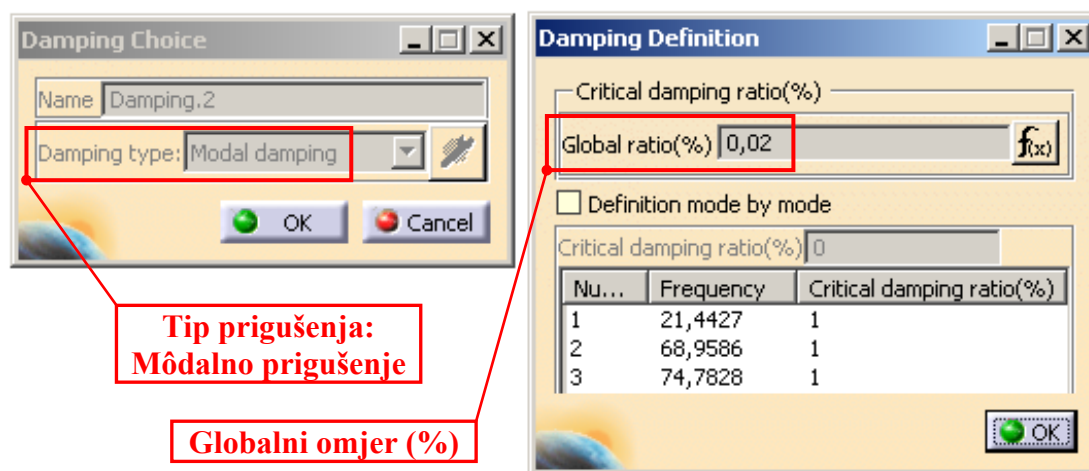 Damping Choice
Name Damping.2
Damping type: Modal damping
OK Cancel
Tip prigušenja:
Môdalno prigušenje
Globalni omjer (%)
Damping Definition
Critical damping ratio(%)
Global ratio(%) 0,02 f(x)
Definition mode by mode
Critical damping ratio(%) 0
Nu... Frequency Critical damping ratio(%)
1 21,4427 1
2 68,9586 1
3 74,7828 1
OK